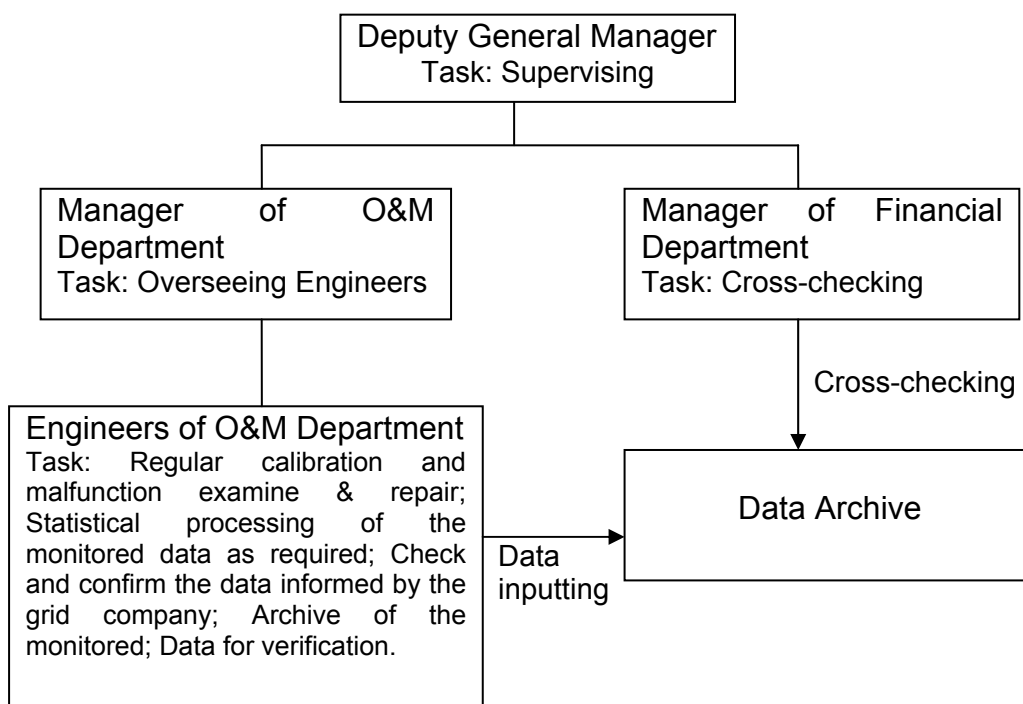 Deputy General Manager
Task: Supervising
Manager of O&M
Department
Task: Overseeing Engineers
Manager of Financial
Department
Task: Cross-checking
Cross-checking
Engineers of O&M Department
Task: Regular calibration and
malfunction examine & repair;
Statistical processing of the
monitored data as required; Check
and confirm the data informed by the
grid company; Archive of the
monitored; Data for verification.
Data
inputting
Data Archive